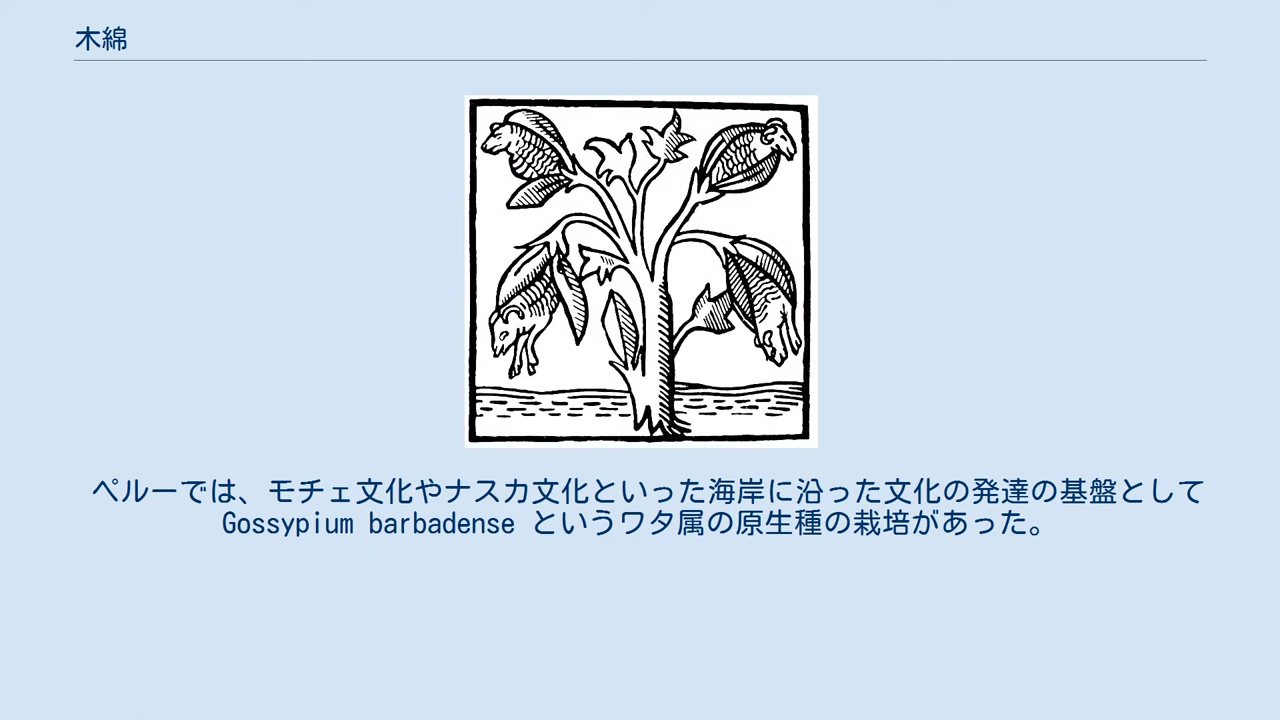 木綿
ペルーでは、モチェ文化やナスカ文化といった海岸に沿った文化の発達の基盤として
Gossypium barbadense というワタ属の原生種の栽培があった。